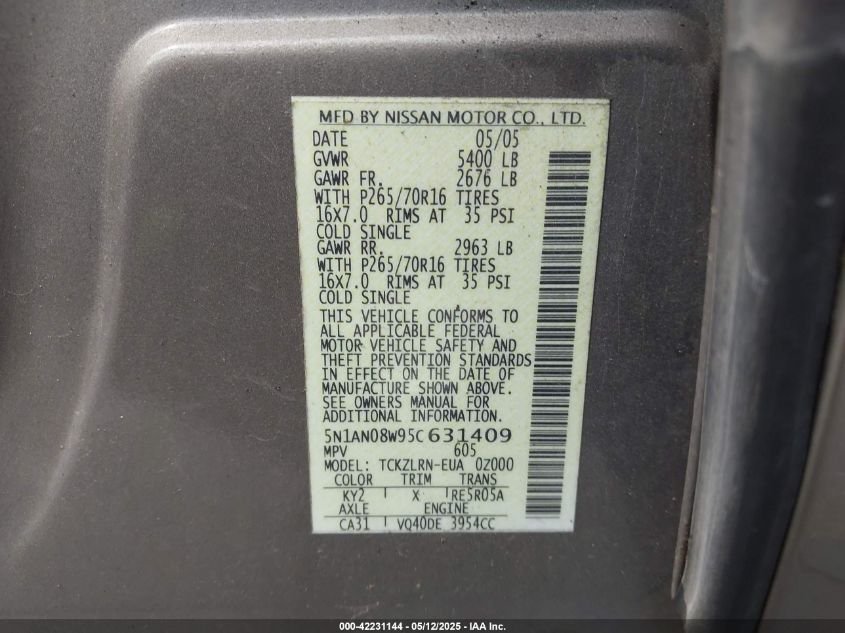 MFD BY NISSAN MOTOR CO., LTD.
DATE 05/05
GVWR 5400 LB
GAWR FR. 2676 LB
WITH P265/70R16 TIRES
16X7.0 RIMS AT 35 PSI
COLD SINGLE
GAWR RR. 2963 LB
WITH P265/70R16 TIRES
16X7.0 RIMS AT 35 PSI
COLD SINGLE
THIS VEHICLE CONFORMS TO
ALL APPLICABLE FEDERAL
MOTOR VEHICLE SAFETY AND
THEFT PREVENTION STANDARDS
IN EFFECT ON THE DATE OF
MANUFACTURE SHOWN ABOVE.
SEE OWNERS MANUAL FOR
ADDITIONAL INFORMATION.
5N1AN08W95C631409
MPV 605
MODEL: TCKZLRN-EUA 0Z000
COLOR TRIM TRANS
KY2 X RE5R05A
AXLE ENGINE
CA31 VQ40DE 3954CC
000-42231144 - 05/12/2025 - IAA Inc.